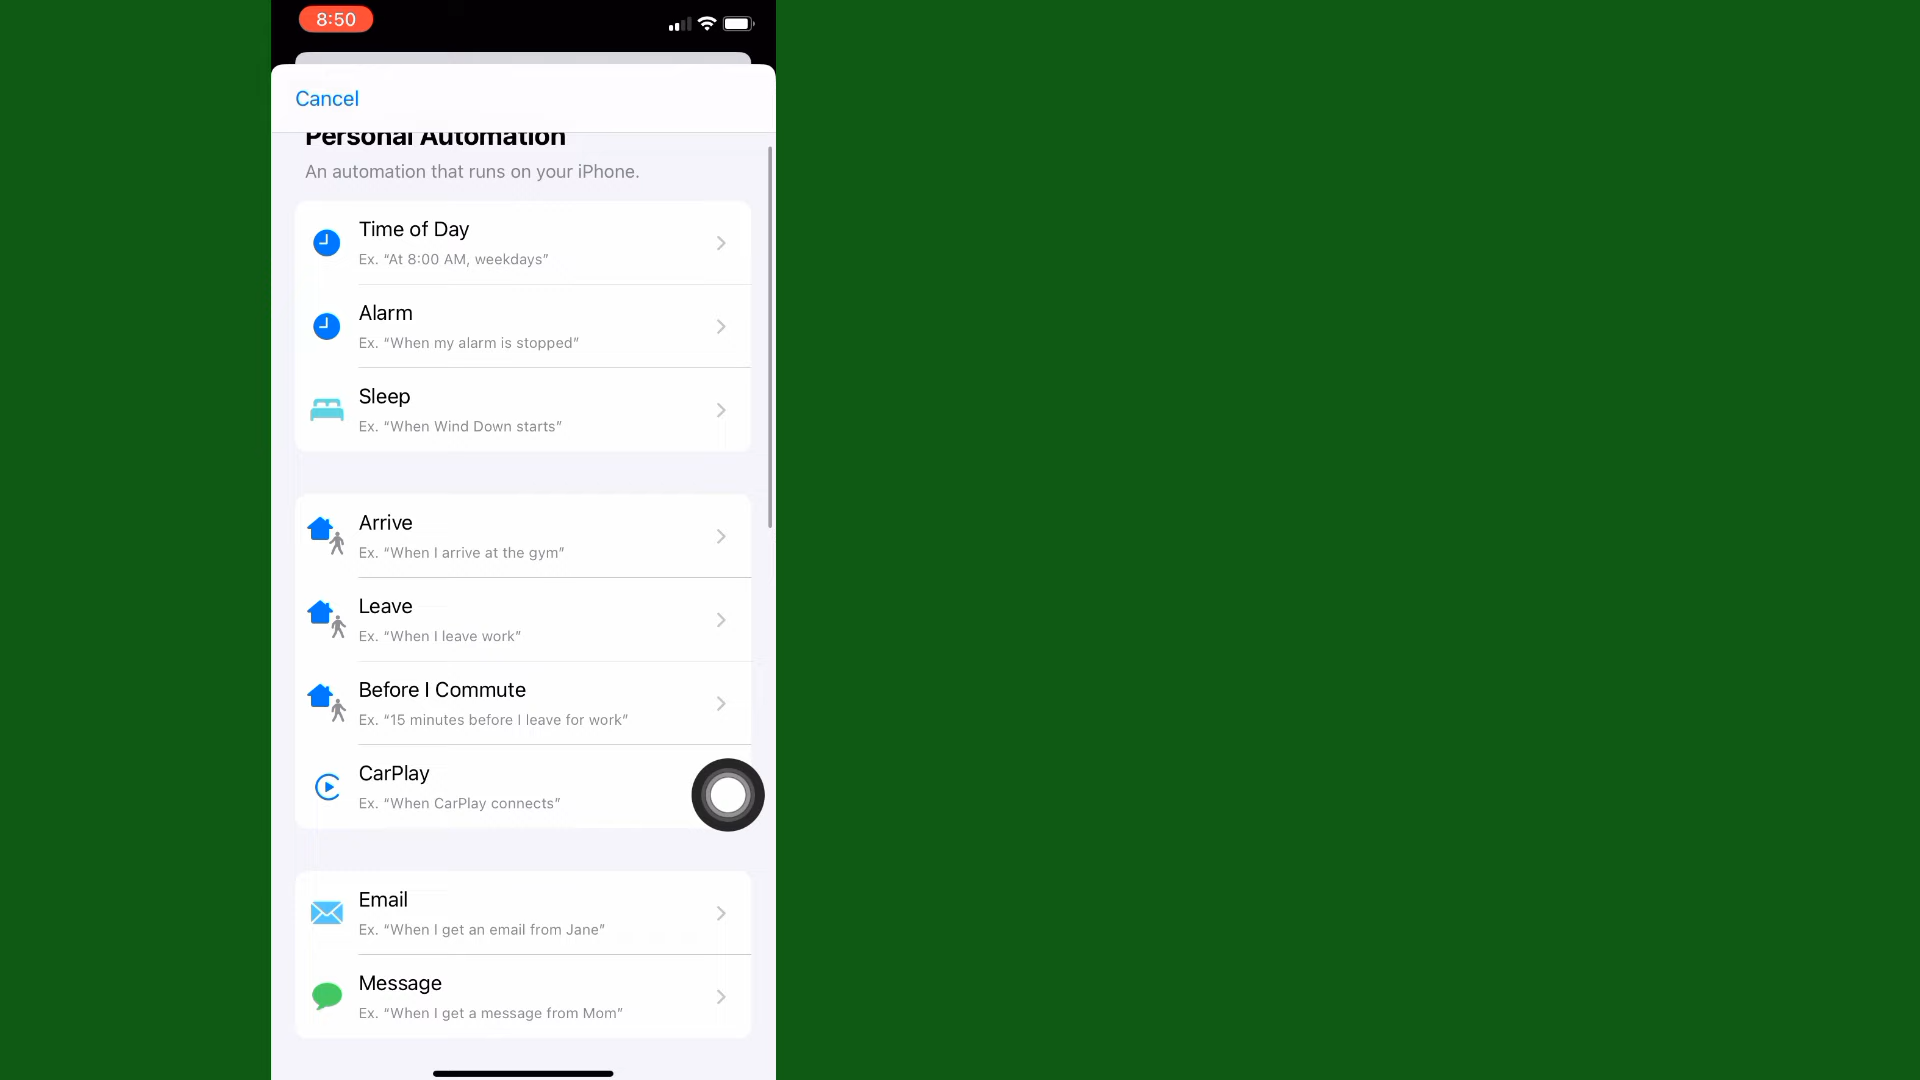 8:50
Cancel
Personal Automation
An automation that runs on your iPhone.
Time of Day
Ex. “At 8:00 AM, weekdays”
Alarm
Ex. “When my alarm is stopped”
Sleep
Ex. “When Wind Down starts”
Arrive
Ex. “When I arrive at the gym”
Leave
Ex. “When I leave work”
Before I Commute
Ex. “15 minutes before I leave for work”
CarPlay
Ex. “When CarPlay connects”
Email
Ex. “When I get an email from Jane”
Message
Ex. “When I get a message from Mom”